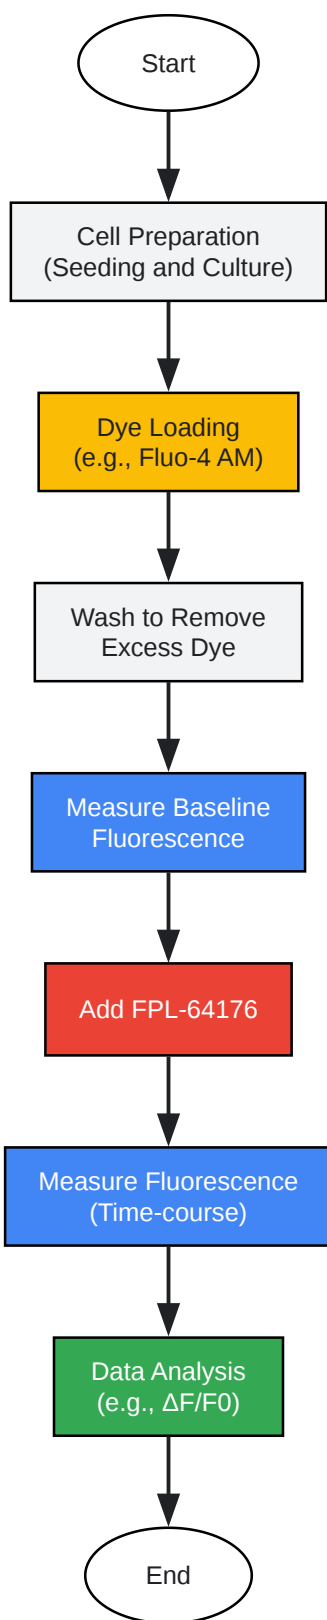 Start
Cell Preparation
(Seeding and Culture)
Dye Loading
(e.g., Fluo-4 AM)
Wash to Remove
Excess Dye
Measure Baseline
Fluorescence
Add FPL-64176
Measure Fluorescence
(Time-course)
Data Analysis
(e.g., ΔF/F0)
End